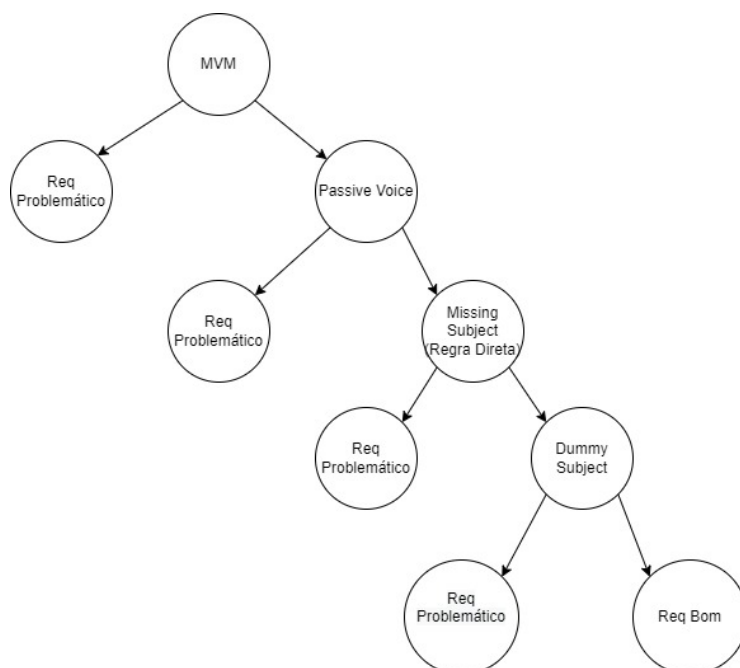 MVM
Req
Problemático
Passive Voice
Req
Problemático
Missing
Subject
(Regra Direta)
Req
Problemático
Dummy
Subject
Req
Problemático
Req Bom